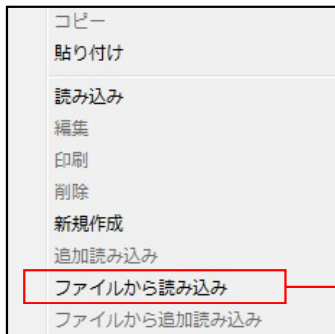 コピー
貼り付け
読み込み
編集
印刷
削除
新規作成
追加読み込み
ファイルから読み込み
ファイルから追加読み込み